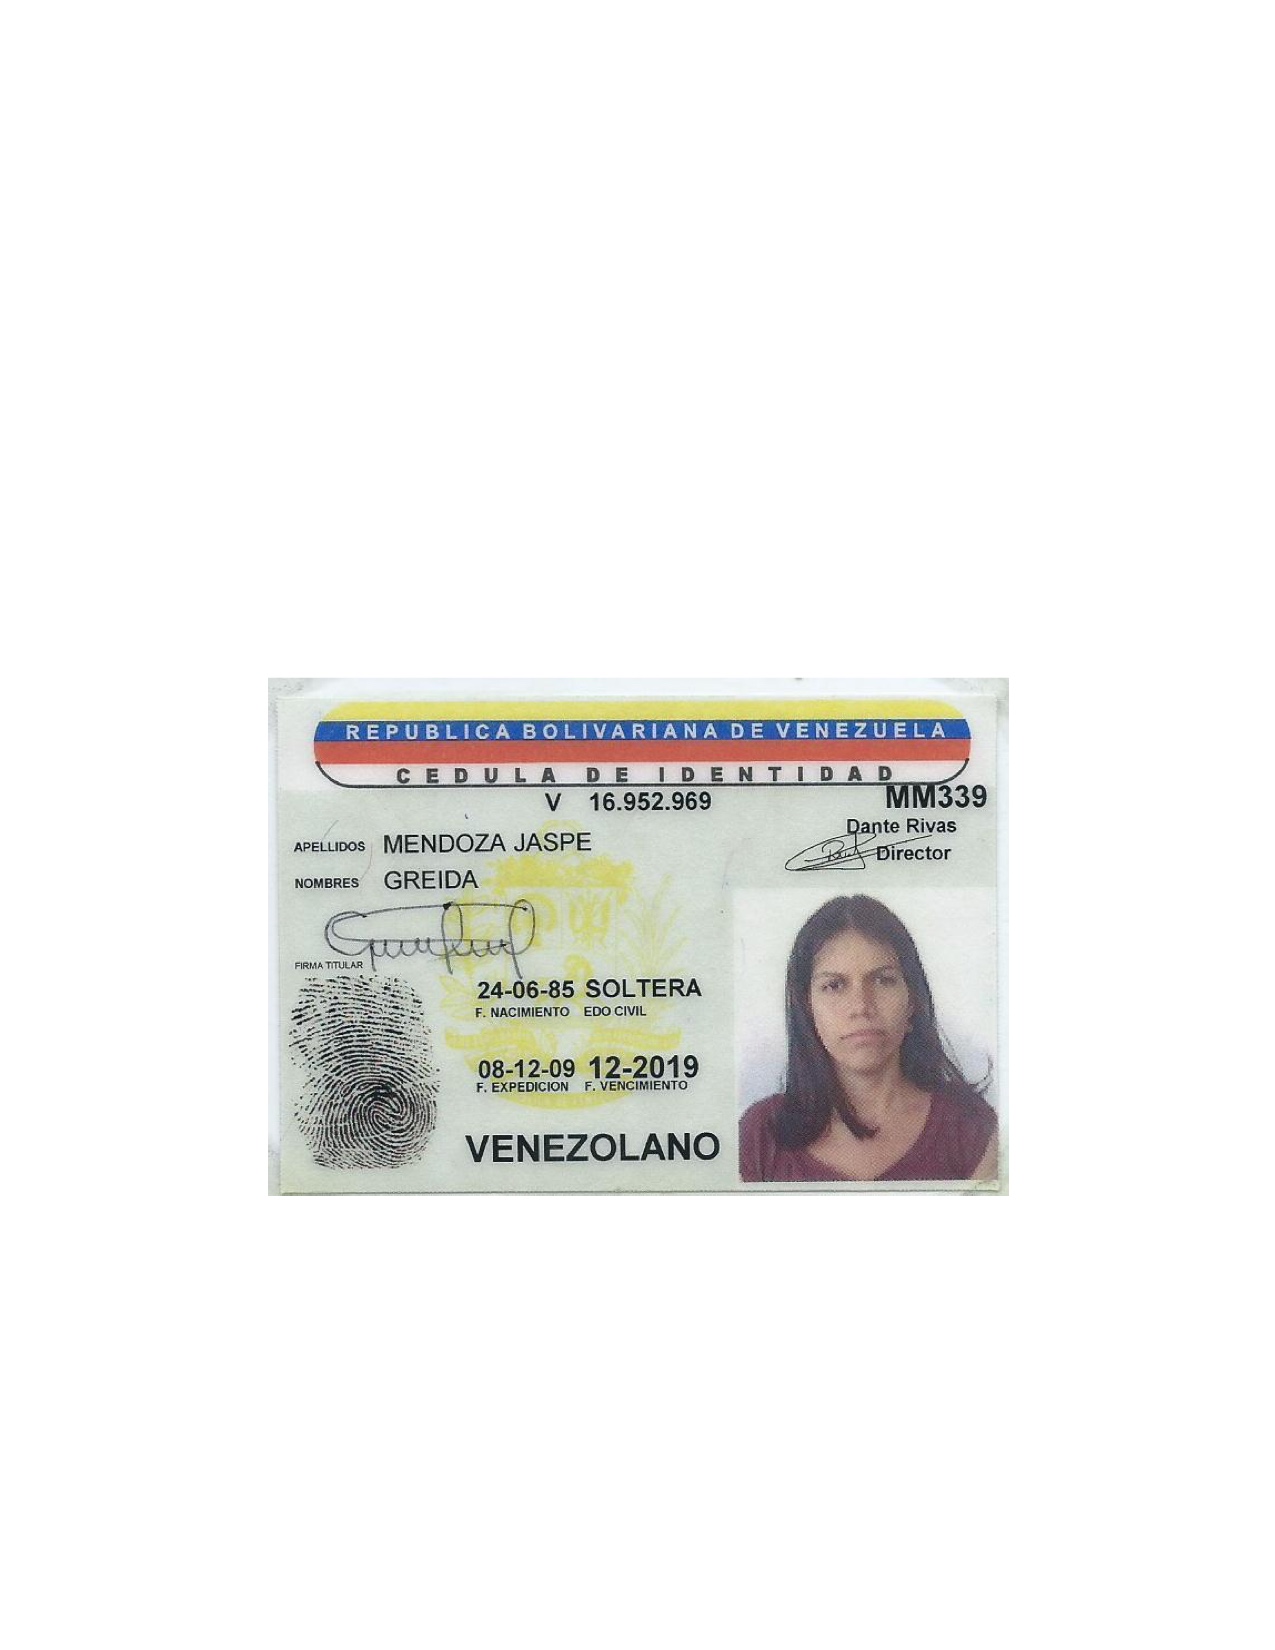 REPUBLICA BOLIVARIANA DE VENEZUELA
CEDULA DE IDENTIDAD
V 16.952.969
MM339
Dante Rivas
Director
APELLIDOS MENDOZA JASPE
NOMBRES GREIDA
FIRMA TITULAR
24-06-85 SOLTERA
F. NACIMIENTO EDO CIVIL
08-12-09 12-2019
F. EXPEDICION F. VENCIMIENTO
VENEZOLANO